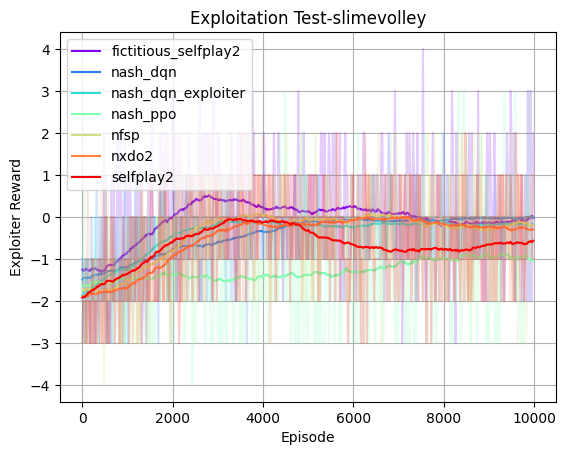 Exploitation Test-slimevolley
fictitious_selfplay2
nash_dqn
nash_dqn_exploiter
nash_ppo
nfsp
nxdo2
selfplay2
Exploiter Reward
4
3
2
1
0
−1
−2
−3
−4
0 2000 4000 6000 8000 10000
Episode